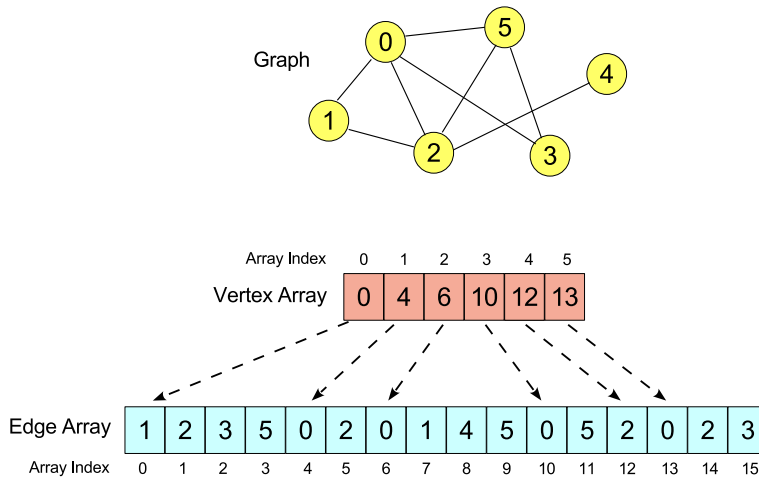 0 5
Graph
4
1
2 3
Array Index 0 1 2 3 4 5
Vertex Array 0 4 6 10 12 13
Edge Array 1 2 3 5 0 2 0 1 4 5 0 5 2 0 2 3
Array Index 0 1 2 3 4 5 6 7 8 9 10 11 12 13 14 15